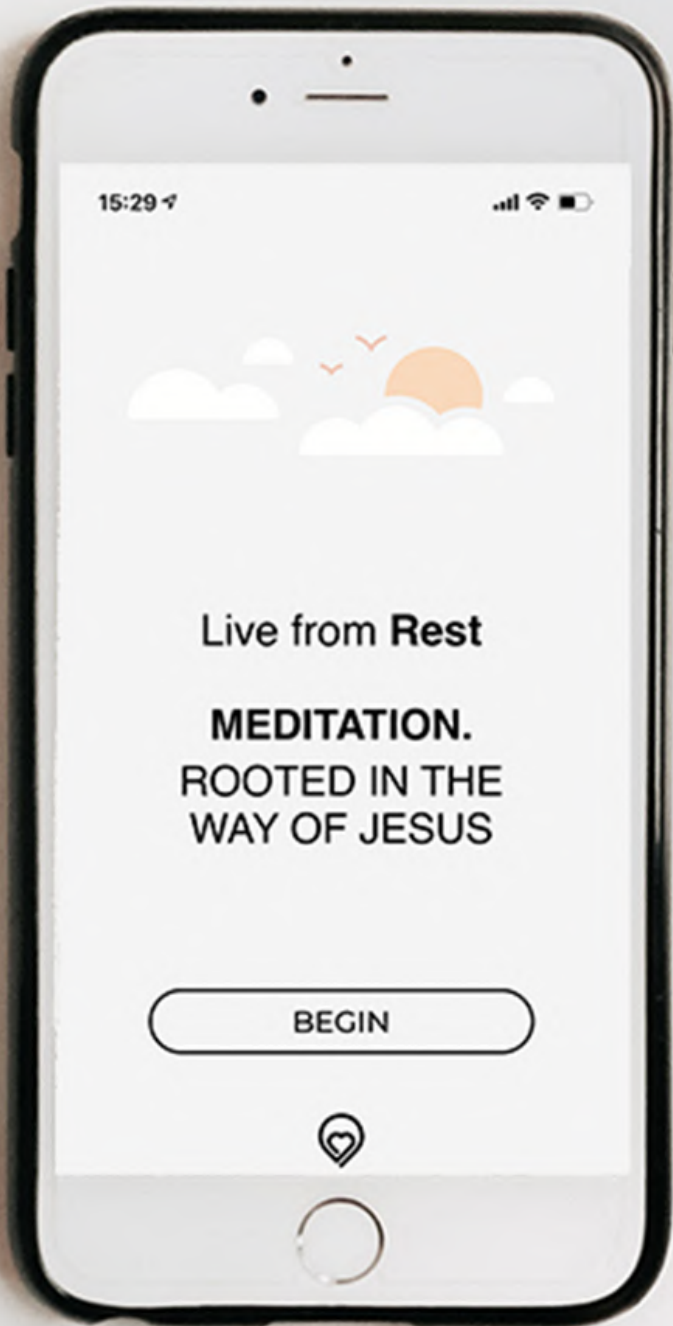 15:29
Live from Rest
MEDITATION.
ROOTED IN THE
WAY OF JESUS
BEGIN